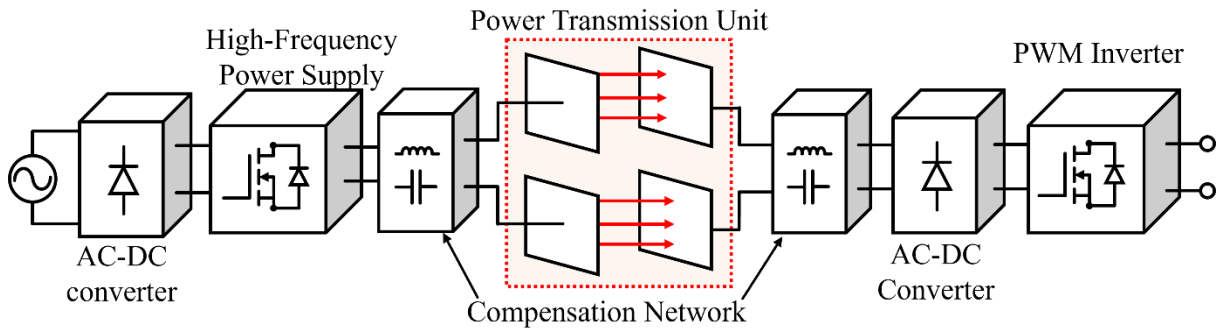 Power Transmission Unit
High-Frequency
Power Supply
PWM Inverter
AC-DC
converter
Compensation Network
AC-DC
Converter